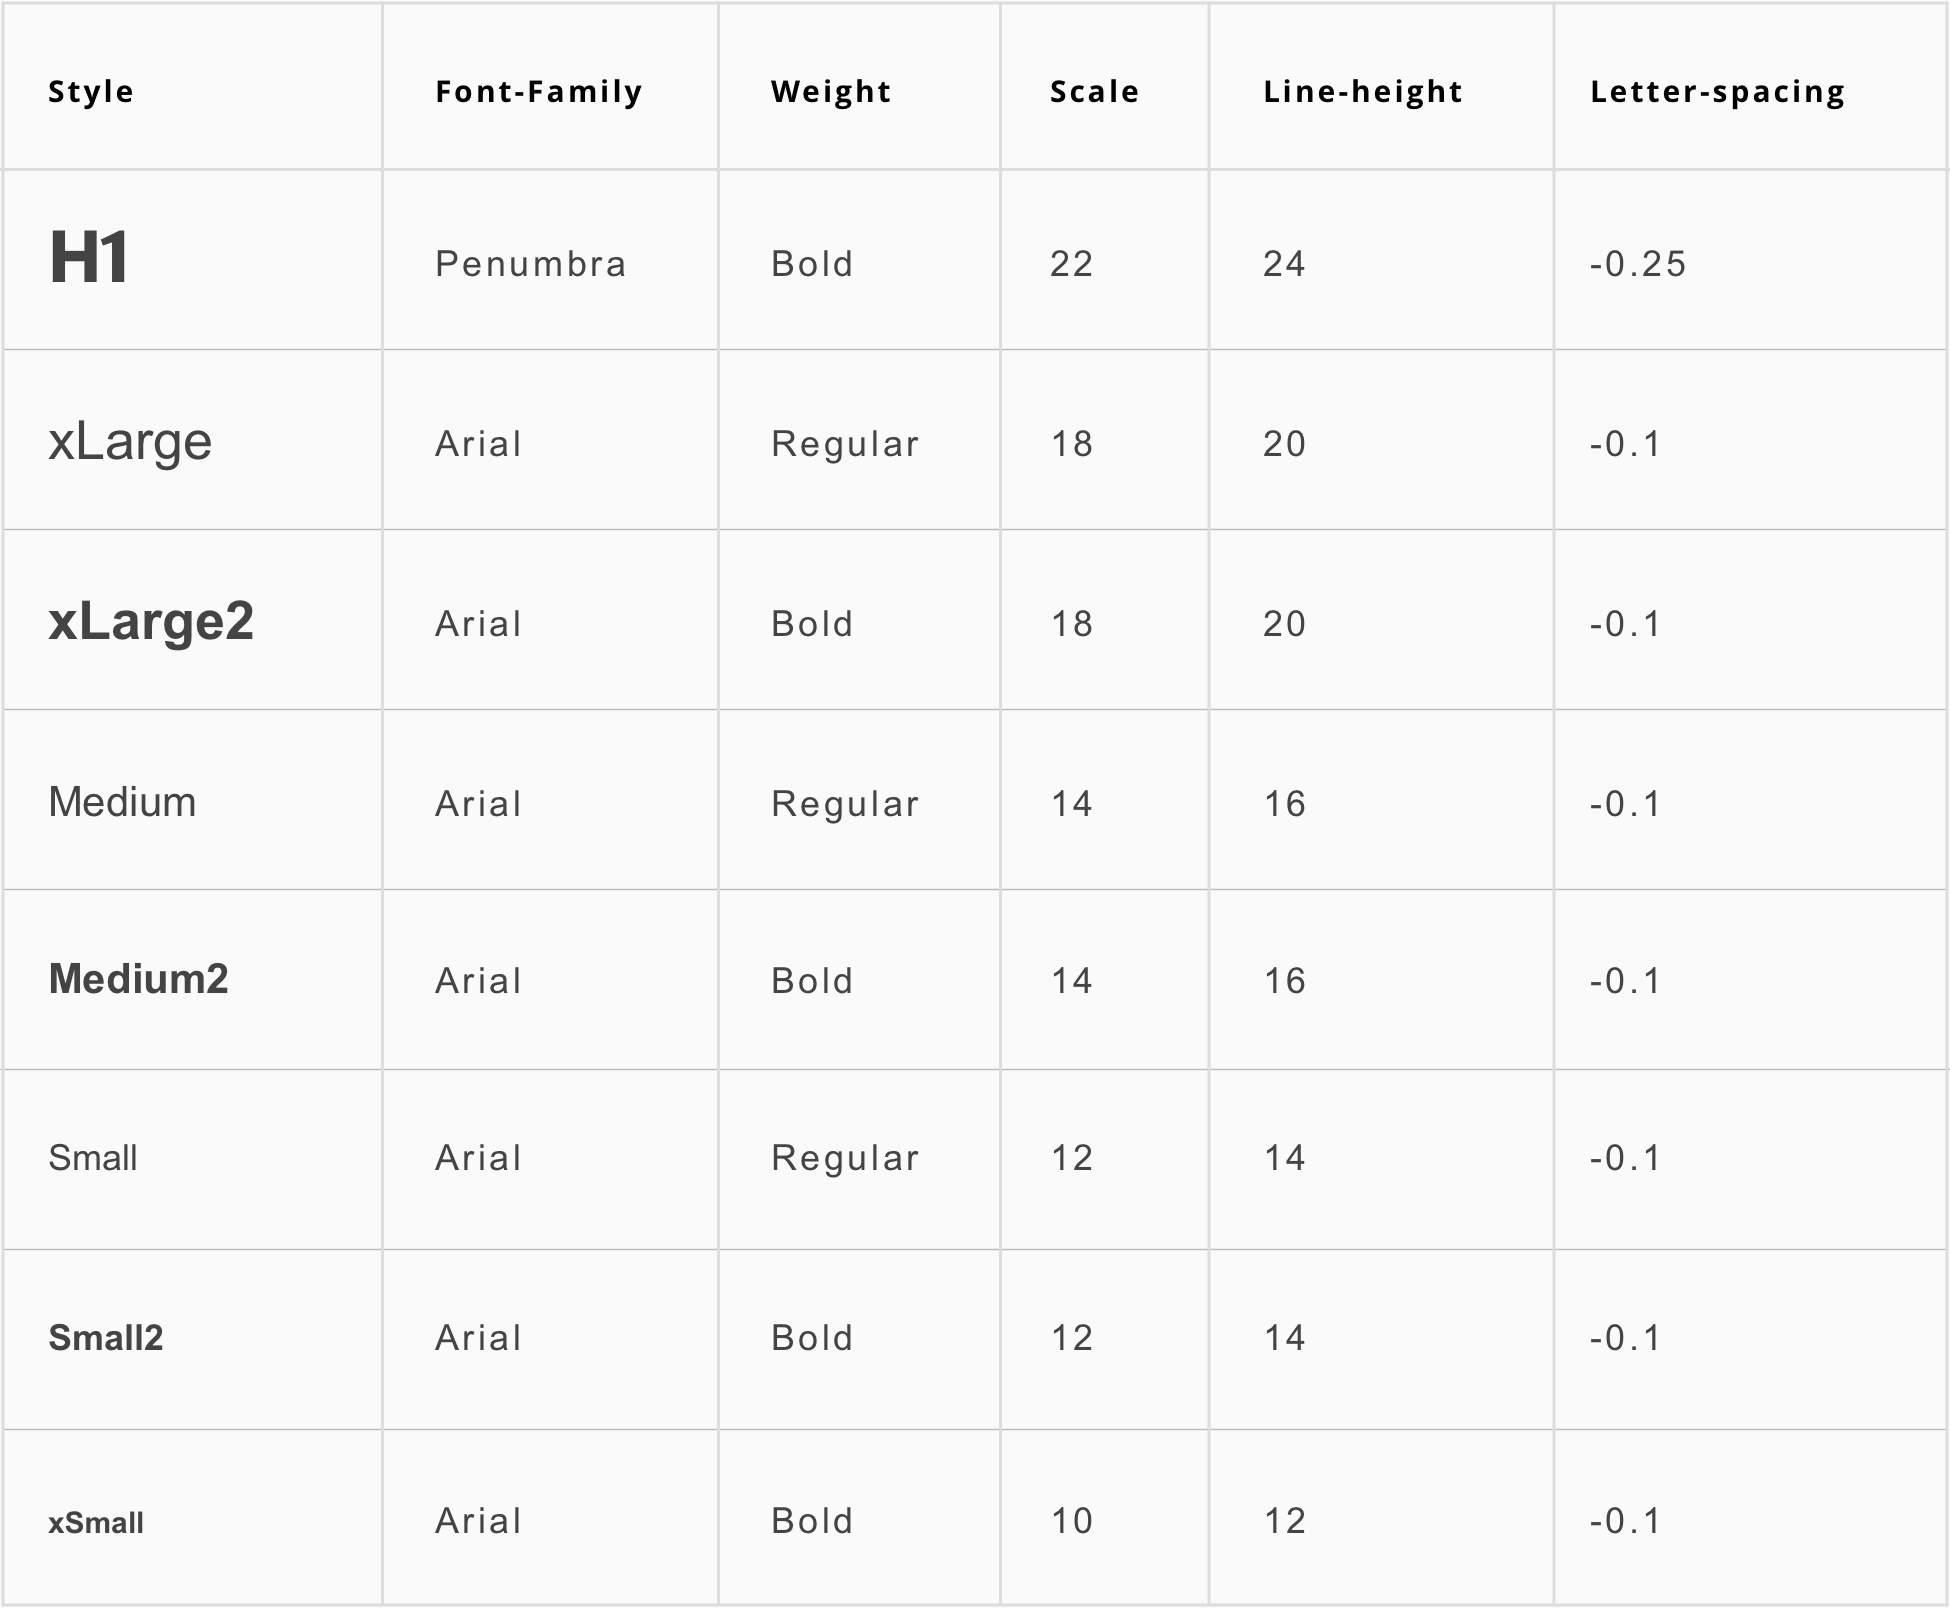 Style Font-Family Weight Scale Line-height Letter-spacing
H1 Penumbra Bold 22 24 -0.25
xLarge Arial Regular 18 20 -0.1
xLarge2 Arial Bold 18 20 -0.1
Medium Arial Regular 14 16 -0.1
Medium2 Arial Bold 14 16 -0.1
Small Arial Regular 12 14 -0.1
Small2 Arial Bold 12 14 -0.1
xSmall Arial Bold 10 12 -0.1